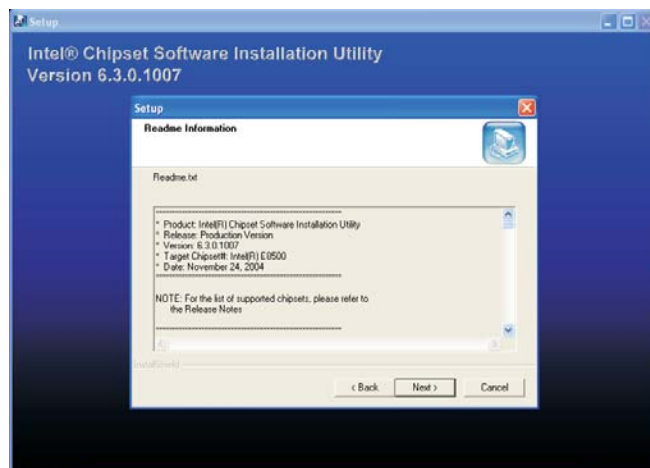 Setup
Intel® Chipset Software Installation Utility
Version 6.3.0.1007
Setup
Readme Information
Readme.txt
--------------------------------------------------------
* Product: Intel(R) Chipset Software Installation Utility
* Release: Production Version
* Version: 6.3.0.1007
* Target Chipset#: Intel(R) E8500
* Date: November 24, 2004
--------------------------------------------------------
NOTE: For the list of supported chipsets, please refer to
the Release Notes
--------------------------------------------------------
InstallShield
< Back
Next >
Cancel